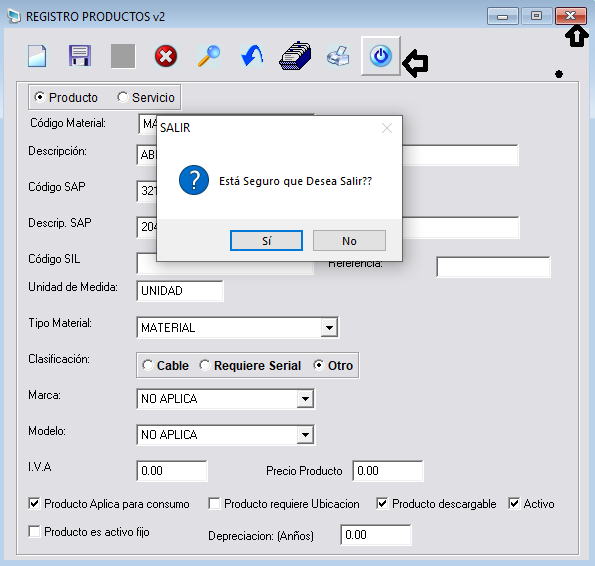 REGISTRO PRODUCTOS v2
Producto Servicio
Código Material: MA
SALIR
Descripción:
Está Seguro que Desea Salir??
Código SAP 321
Descrip. SAP 204
Sí No
Código SIL Referencia:
Unidad de Medida: UNIDAD
Tipo Material: MATERIAL
Clasificación: Cable Requiere Serial Otro
Marca: NO APLICA
Modelo: NO APLICA
I.V.A 0.00 Precio Producto 0.00
Producto Aplica para consumo Producto requiere Ubicacion Producto descargable Activo
Producto es activo fijo Depreciacion: (Anños) 0.00